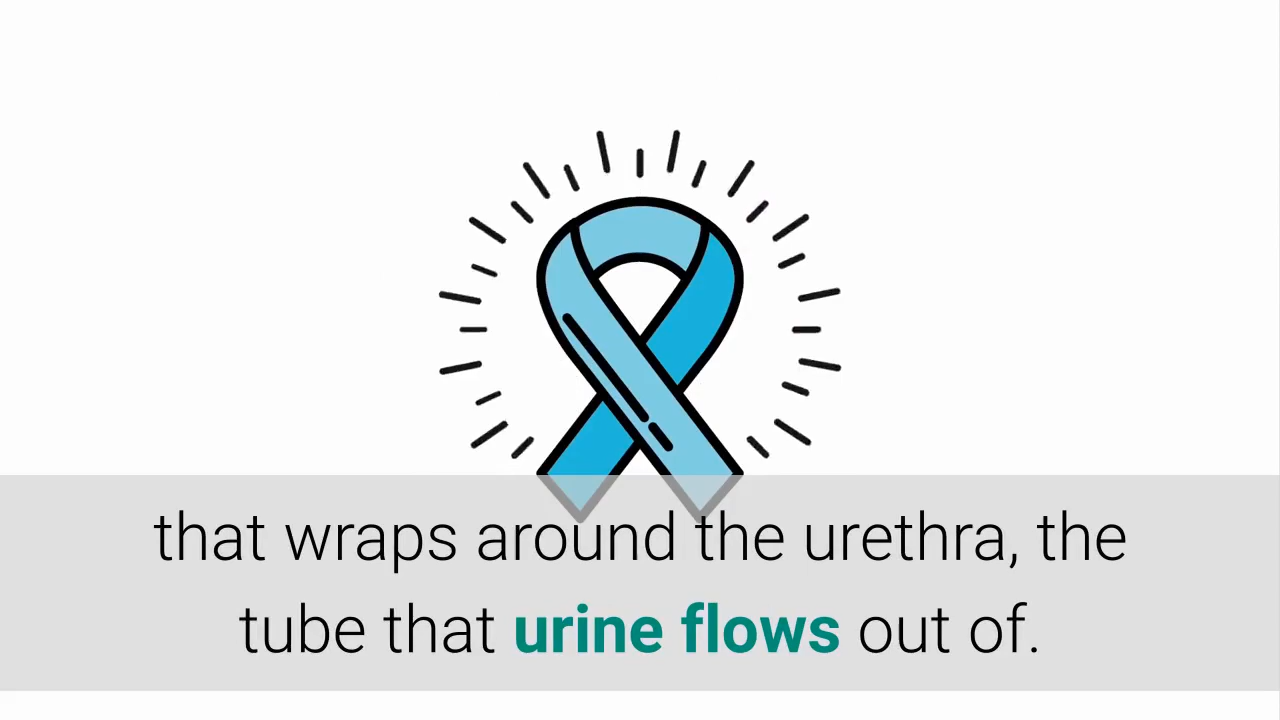 that wraps around the urethra, the
tube that urine flows out of.